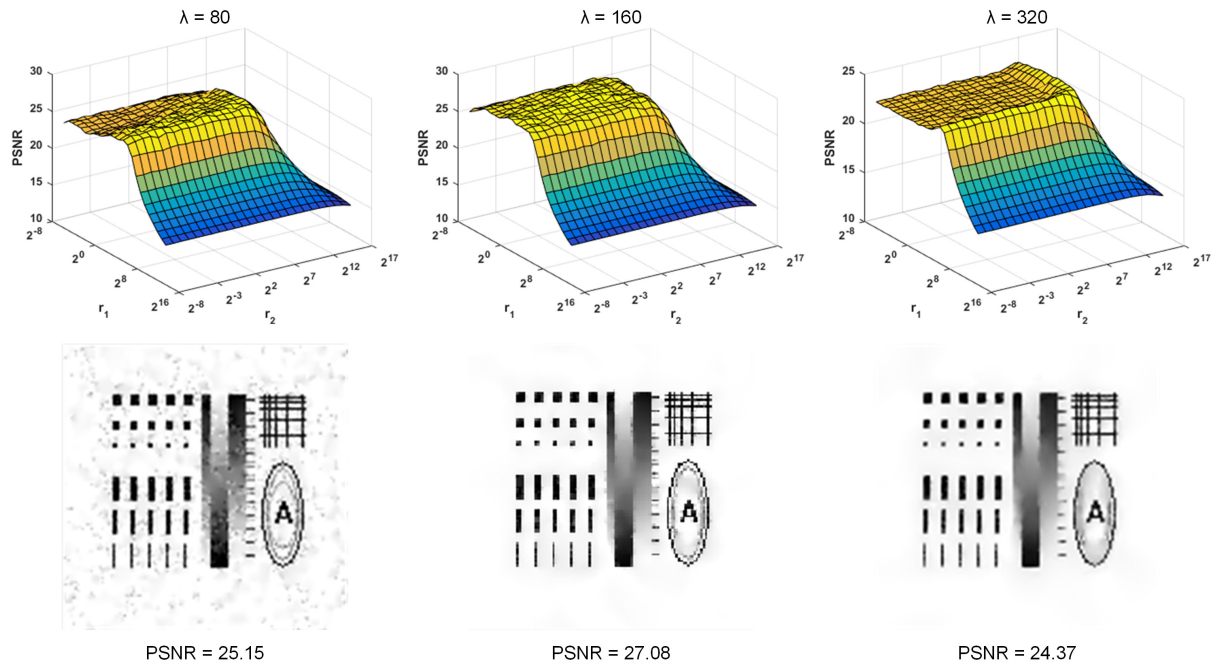 λ = 80
λ = 160
λ = 320
30
25
20
15
10
PSNR
2^-8
2^0
2^8
2^16
r_1
2^-8
2^-3
2^2
2^7
2^12
2^17
r_2
30
25
20
15
10
PSNR
2^-8
2^0
2^8
2^16
r_1
2^-8
2^-3
2^2
2^7
2^12
2^17
r_2
25
20
15
10
PSNR
2^-8
2^0
2^8
2^16
r_1
2^-8
2^-3
2^2
2^7
2^12
2^17
r_2
A
A
A
PSNR = 25.15
PSNR = 27.08
PSNR = 24.37